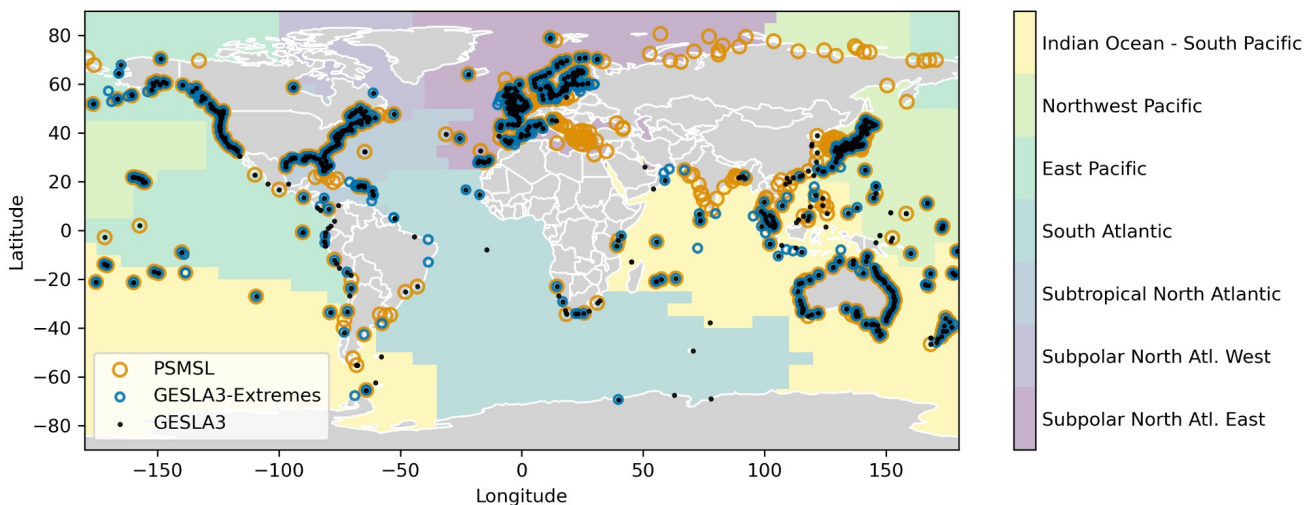 80
60
40
20
0
−20
−40
−60
−80
Latitude
−150
−100
−50
0
50
100
150
Longitude
PSMSL
GESLA3-Extremes
GESLA3
Indian Ocean - South Pacific
Northwest Pacific
East Pacific
South Atlantic
Subtropical North Atlantic
Subpolar North Atl. West
Subpolar North Atl. East